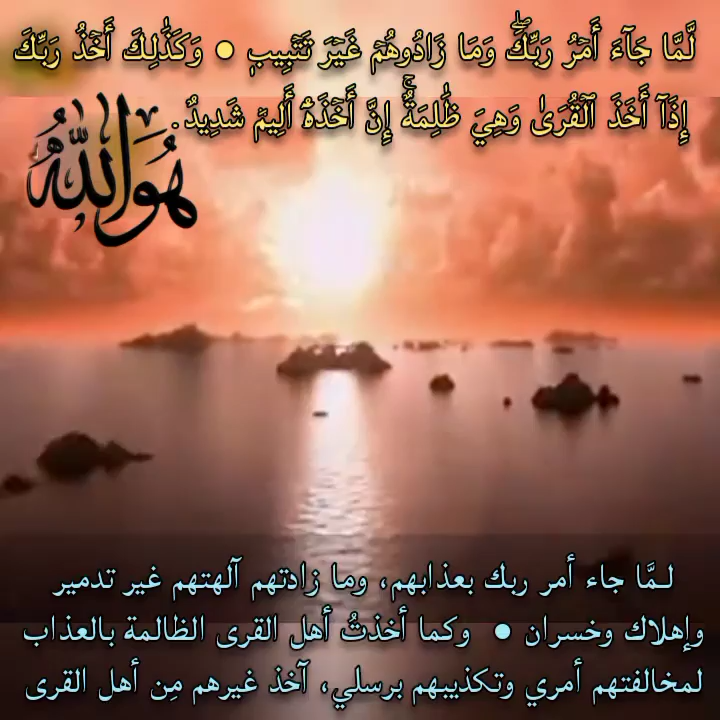 لَّمَّا جَآءَ أَمۡرُ رَبِّكَۖ وَمَا زَادُوهُمۡ غَيۡرَ تَتۡبِيبٖ ● وَكَذَٰلِكَ أَخۡذُ رَبِّكَ
إِذَآ أَخَذَ ٱلۡقُرَىٰ وَهِيَ ظَٰلِمَةٌۚ إِنَّ أَخۡذَهُۥٓ أَلِيمٞ شَدِيدٌ.
هُوَ اللّٰهُ
لـمَّا جاء أمر ربك بعذابهم، وما زادتهم آلهتهم غير تدمير
وإهلاك وخسران ● وكما أخذتُ أهل القرى الظالمة بالعذاب
لمخالفتهم أمري وتكذيبهم برسلي، آخذ غيرهم مِن أهل القرى